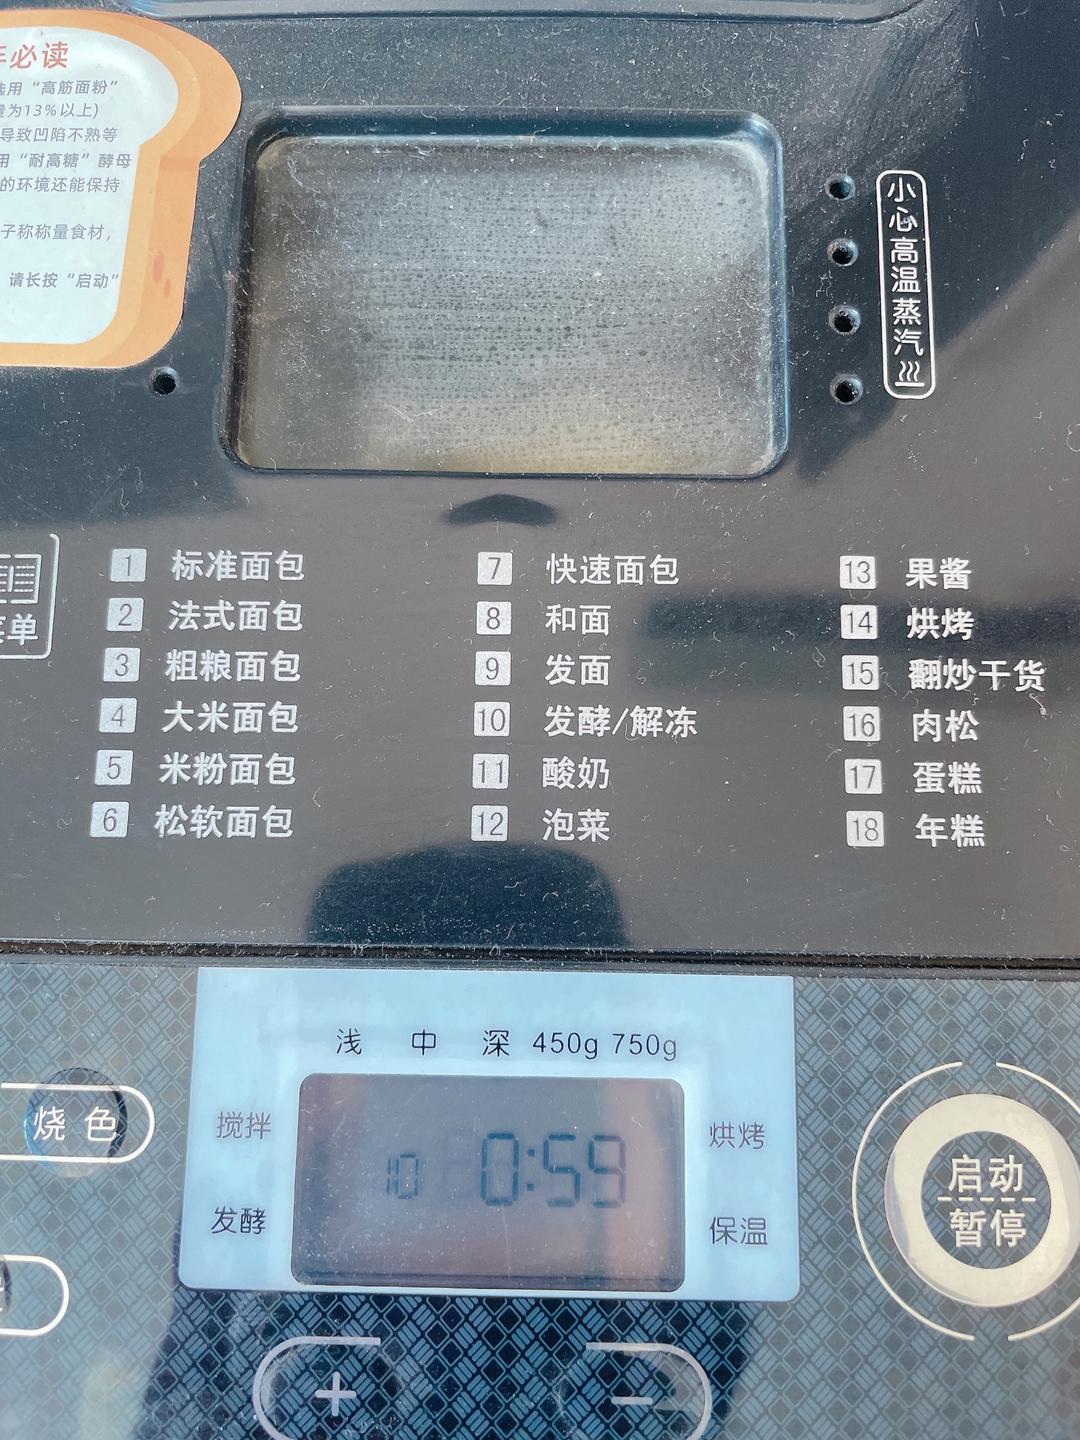 必读
用“高筋面粉”
为13%以上)
导致凹陷不熟等
用“耐高糖”酵母
的环境还能保持
子称称量食材，
请长按“启动”
小心高温蒸汽
单
1 标准面包
2 法式面包
3 粗粮面包
4 大米面包
5 米粉面包
6 松软面包
7 快速面包
8 和面
9 发面
10 发酵/解冻
11 酸奶
12 泡菜
13 果酱
14 烘烤
15 翻炒干货
16 肉松
17 蛋糕
18 年糕
浅 中 深 450g 750g
烧色
搅拌
发酵
10 0:59
烘烤
保温
启动
暂停
+
-